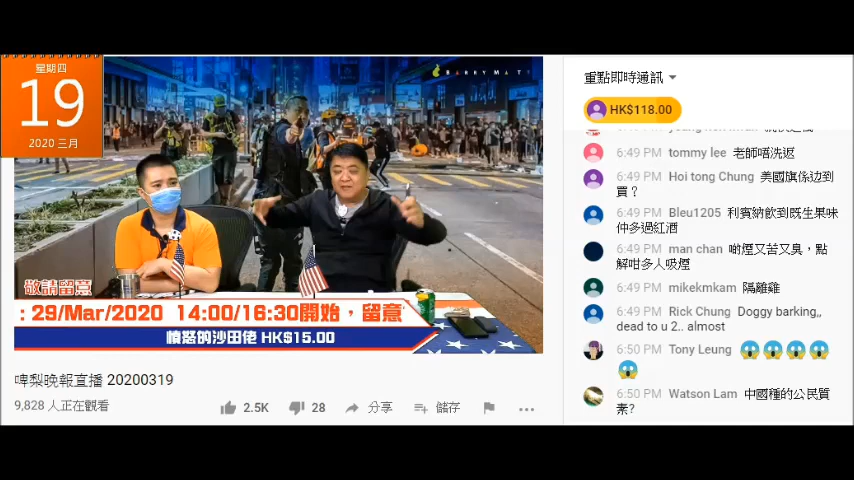 星期四
19
2020 三月
BARRYMATT
敬請留意
: 29/Mar/2020 14:00/16:30開始，留意
憤怒的沙田佬 HK$15.00
啤梨晚報直播 20200319
9,828 人正在觀看
2.5K
28
分享
儲存
重點即時通訊
HK$118.00
6:49 PM tommy lee 老師唔洗返
6:49 PM Hoi tong Chung 美國旗係边到
買？
6:49 PM Bleu1205 利賓納飲到既生果味
仲多過紅酒
6:49 PM man chan 啲煙又苦又臭，點
解咁多人吸煙
6:49 PM mikekmkam 隔離雞
6:49 PM Rick Chung Doggy barking,,
dead to u 2.. almost
6:50 PM Tony Leung
6:50 PM Watson Lam 中國種的公民質
素?